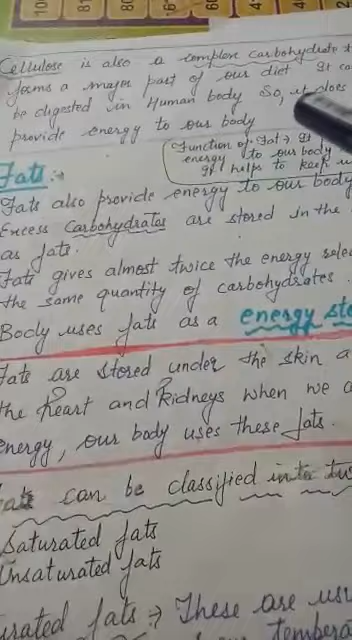 Cellulose is also a complex carbohydrate
forms a major part of our diet It
be digested in Human body So, it does
provide energy to our body
Function of Fat → It
energy to our body
It helps to keep
Fats :-
Fats also provide energy to our body
Excess Carbohydrates are stored in the
as fats.
Fats gives almost twice the energy
the same quantity of carbohydrates.
Body uses fats as a energy
Fats are stored under the skin
the heart and kidneys when we
energy, our body uses these fats.
can be classified into
Saturated fats
Unsaturated fats
fats → These are